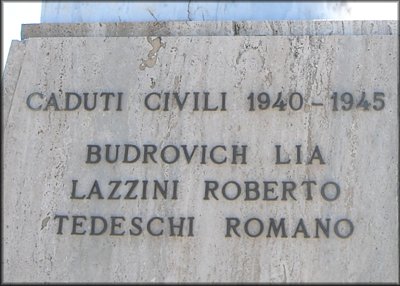 CADUTI CIVILI 1940-1945
BUDROVICH LIA
LAZZINI ROBERTO
TEDESCHI ROMANO